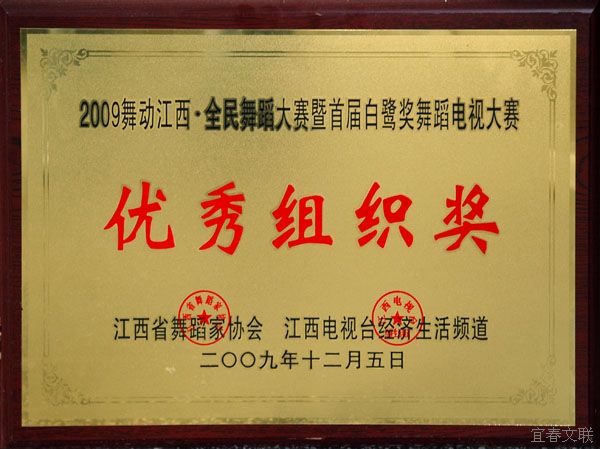 2009舞动江西·全民舞蹈大赛暨首届白鹭奖舞蹈电视大赛
优秀组织奖
江西省舞蹈家协会 江西电视台经济生活频道
二〇〇九年十二月五日
宜春文联